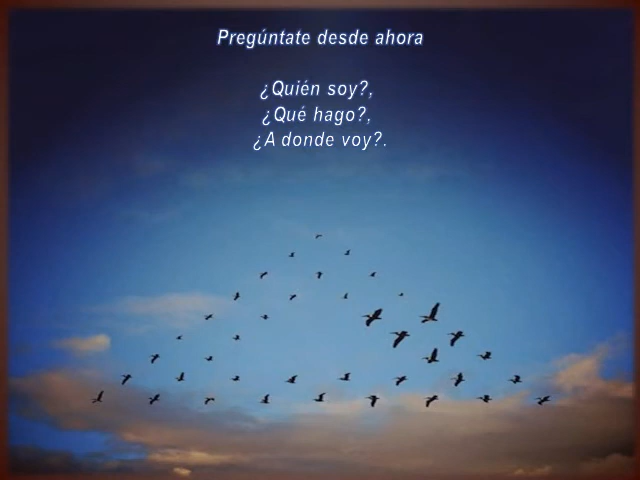 Pregúntate desde ahora
¿Quién soy?,
¿Qué hago?,
¿A donde voy?.